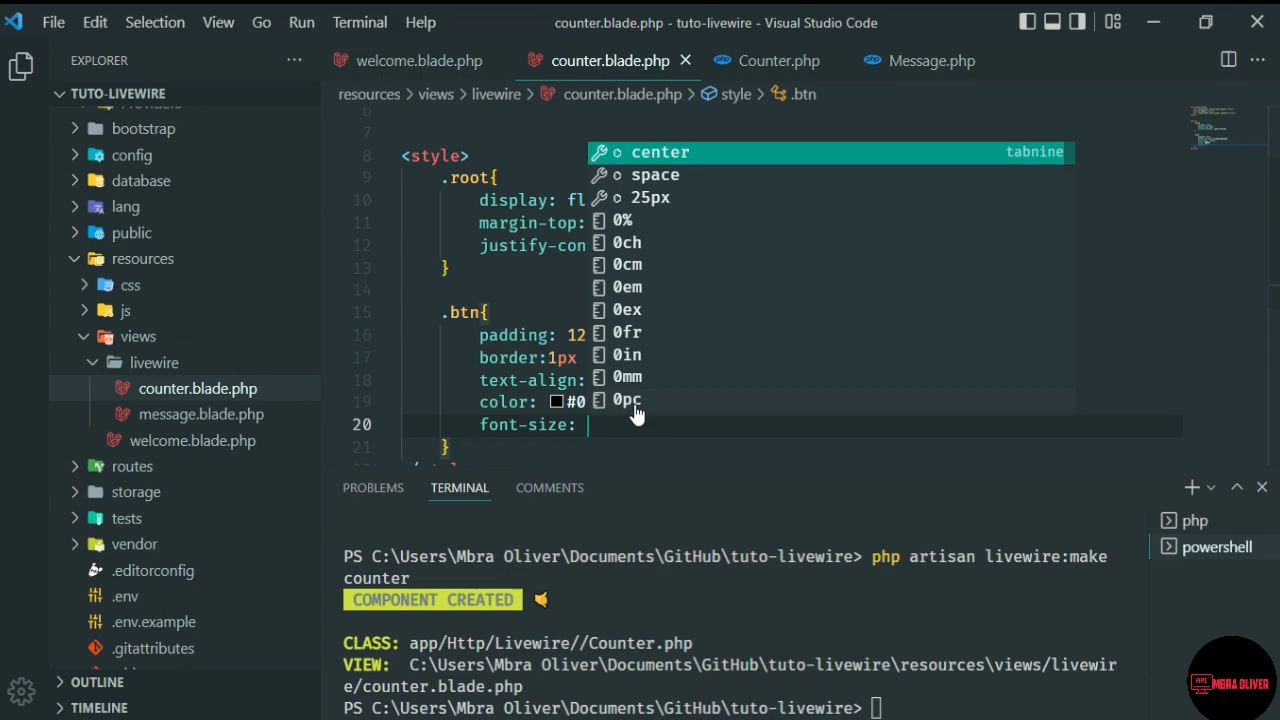 File Edit Selection View Go Run Terminal Help counter.blade.php - tuto-livewire - Visual Studio Code
EXPLORER
welcome.blade.php counter.blade.php Counter.php Message.php
TUTO-LIVEWIRE
resources > views > livewire > counter.blade.php > style > .btn
Providers
bootstrap
config
database
lang
public
resources
css
js
views
livewire
counter.blade.php
message.blade.php
welcome.blade.php
routes
storage
tests
vendor
.editorconfig
.env
.env.example
.gitattributes
OUTLINE
TIMELINE
6
7
8 <style>
9 .root{
10 display: fl
11 margin-top:
12 justify-con
13 }
14
15 .btn{
16 padding: 12
17 border:1px
18 text-align:
19 color: #0
20 font-size:
21 }
center tabnine
space
25px
0%
0ch
0cm
0em
0ex
0fr
0in
0mm
0pc
PROBLEMS TERMINAL COMMENTS
php
powershell
PS C:\Users\Mbra Oliver\Documents\GitHub\tuto-livewire> php artisan livewire:make
counter
COMPONENT CREATED 🤙
CLASS: app/Http/Livewire//Counter.php
VIEW: C:\Users\Mbra Oliver\Documents\GitHub\tuto-livewire\resources\views/livewir
e/counter.blade.php
PS C:\Users\Mbra Oliver\Documents\GitHub\tuto-livewire>
API
MBRA OLIVER